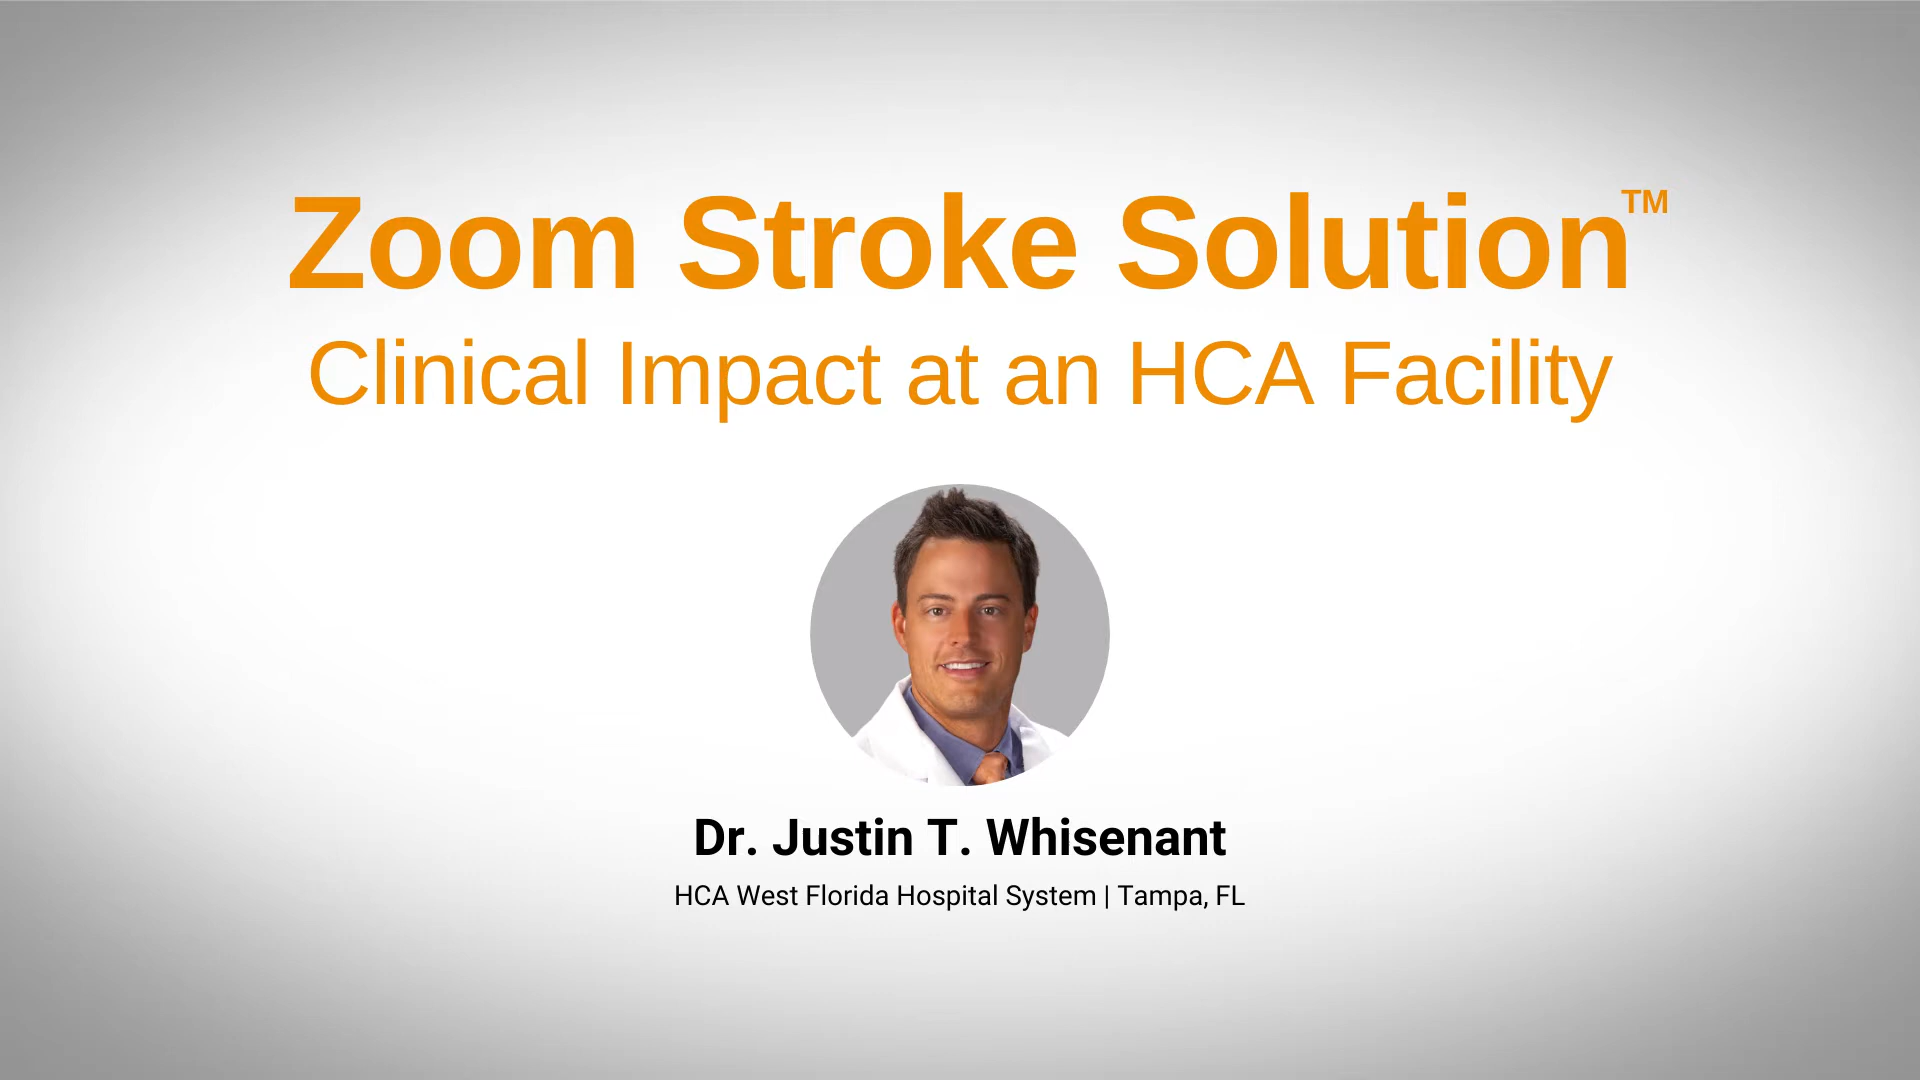 Zoom Stroke Solution™
Clinical Impact at an HCA Facility
Dr. Justin T. Whisenant
HCA West Florida Hospital System | Tampa, FL